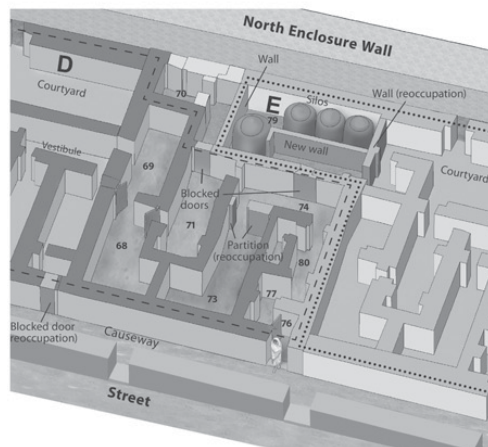 North Enclosure Wall
D
Courtyard
Wall
70
E
Silos
Wall (reoccupation)
79
New wall
Vestibule
69
Courtyard
Blocked
doors
74
71
Partition
(reoccupation)
68
80
73
77
76
Blocked door
reoccupation)
Causeway
Street